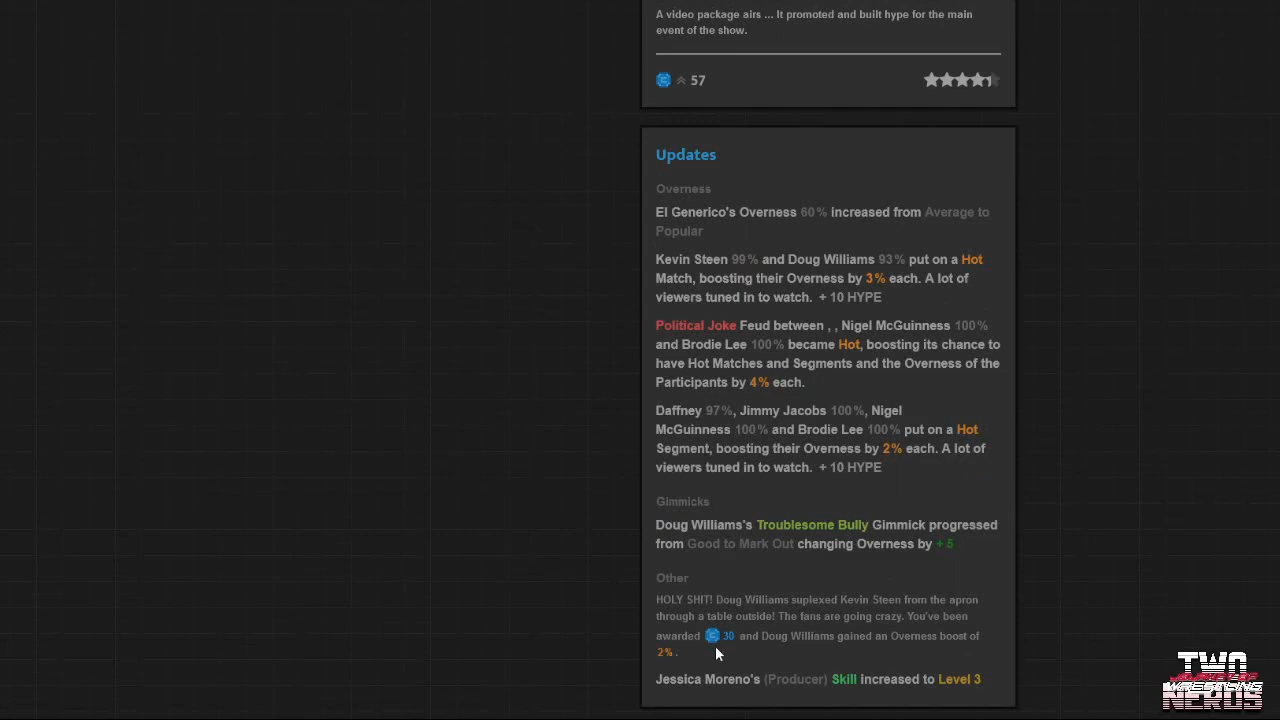 A video package airs ... It promoted and built hype for the main
event of the show.
57
Updates
Overness
El Generico's Overness 60% increased from Average to
Popular
Kevin Steen 99% and Doug Williams 93% put on a Hot
Match, boosting their Overness by 3% each. A lot of
viewers tuned in to watch. + 10 HYPE
Political Joke Feud between , , Nigel McGuinness 100%
and Brodie Lee 100% became Hot, boosting its chance to
have Hot Matches and Segments and the Overness of the
Participants by 4% each.
Daffney 97%, Jimmy Jacobs 100%, Nigel
McGuinness 100% and Brodie Lee 100% put on a Hot
Segment, boosting their Overness by 2% each. A lot of
viewers tuned in to watch. + 10 HYPE
Gimmicks
Doug Williams's Troublesome Bully Gimmick progressed
from Good to Mark Out changing Overness by + 5
Other
HOLY SHIT! Doug Williams suplexed Kevin Steen from the apron
through a table outside! The fans are going crazy. You've been
awarded 30 and Doug Williams gained an Overness boost of
2% .
Jessica Moreno's (Producer) Skill increased to Level 3
TWO
WRESTLING
NERDS